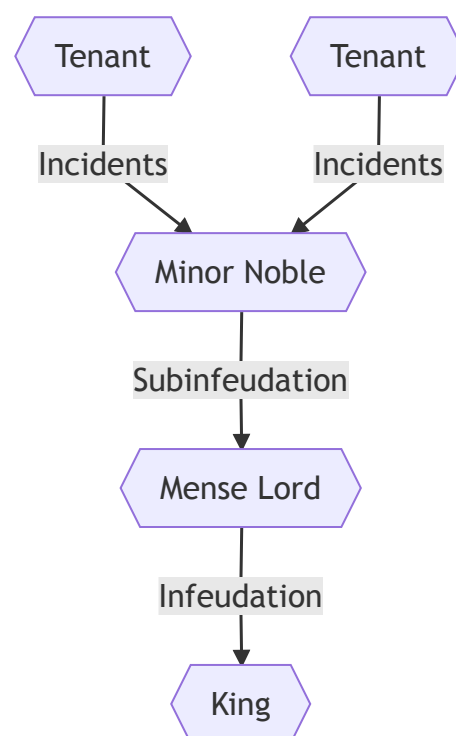 Tenant
Tenant
Incidents
Incidents
Minor Noble
Subinfeudation
Mense Lord
Infeudation
King